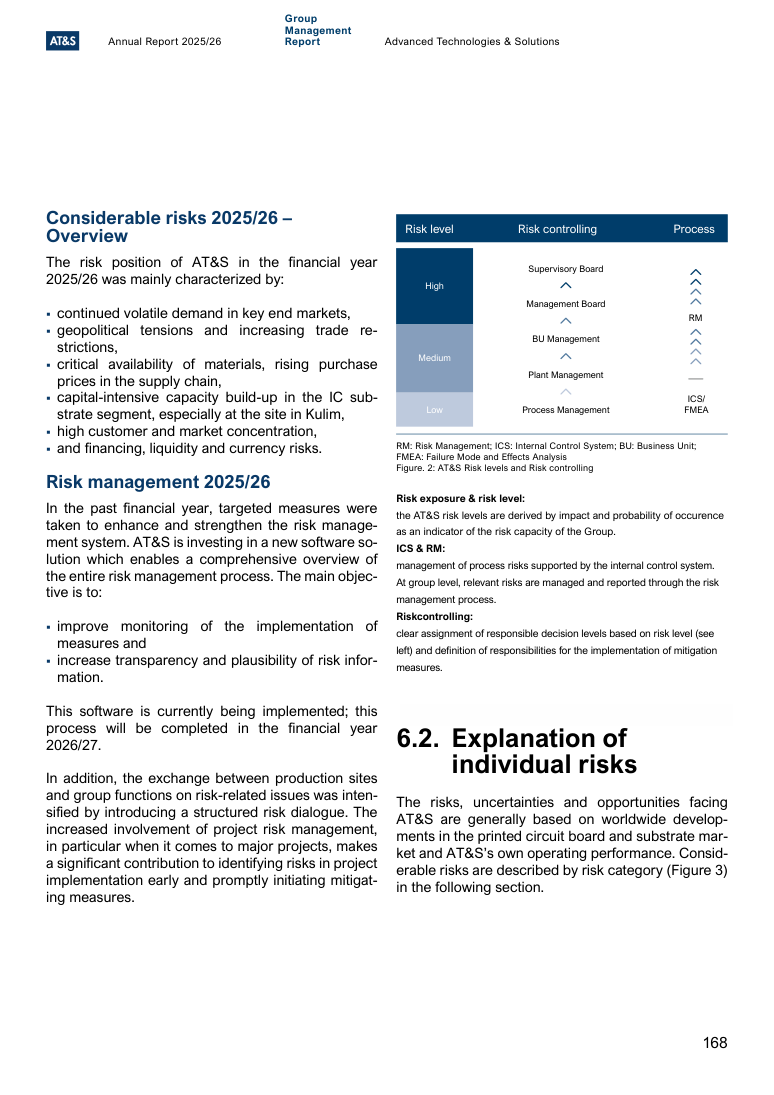 AT&S
Annual Report 2025/26
Group
Management
Report
Advanced Technologies & Solutions
Considerable risks 2025/26 –
Overview
The risk position of AT&S in the financial year
2025/26 was mainly characterized by:
▪ continued volatile demand in key end markets,
▪ geopolitical tensions and increasing trade re-
strictions,
▪ critical availability of materials, rising purchase
prices in the supply chain,
▪ capital-intensive capacity build-up in the IC sub-
strate segment, especially at the site in Kulim,
▪ high customer and market concentration,
▪ and financing, liquidity and currency risks.
Risk management 2025/26
In the past financial year, targeted measures were
taken to enhance and strengthen the risk manage-
ment system. AT&S is investing in a new software so-
lution which enables a comprehensive overview of
the entire risk management process. The main objec-
tive is to:
▪ improve monitoring of the implementation of
measures and
▪ increase transparency and plausibility of risk infor-
mation.
This software is currently being implemented; this
process will be completed in the financial year
2026/27.
In addition, the exchange between production sites
and group functions on risk-related issues was inten-
sified by introducing a structured risk dialogue. The
increased involvement of project risk management,
in particular when it comes to major projects, makes
a significant contribution to identifying risks in project
implementation early and promptly initiating mitigat-
ing measures.
Risk level Risk controlling Process
High
Medium
Low
Supervisory Board
Management Board
BU Management
Plant Management
Process Management
RM
ICS/
FMEA
RM: Risk Management; ICS: Internal Control System; BU: Business Unit;
FMEA: Failure Mode and Effects Analysis
Figure. 2: AT&S Risk levels and Risk controlling
Risk exposure & risk level:
the AT&S risk levels are derived by impact and probability of occurence
as an indicator of the risk capacity of the Group.
ICS & RM:
management of process risks supported by the internal control system.
At group level, relevant risks are managed and reported through the risk
management process.
Riskcontrolling:
clear assignment of responsible decision levels based on risk level (see
left) and definition of responsibilities for the implementation of mitigation
measures.
6.2. Explanation of
individual risks
The risks, uncertainties and opportunities facing
AT&S are generally based on worldwide develop-
ments in the printed circuit board and substrate mar-
ket and AT&S's own operating performance. Consid-
erable risks are described by risk category (Figure 3)
in the following section.
168